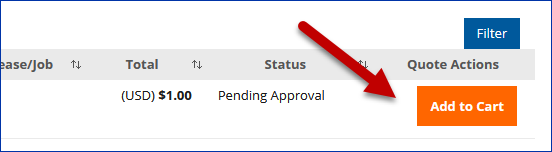 Filter
ease/Job Total Status Quote Actions
(USD) $1.00 Pending Approval Add to Cart